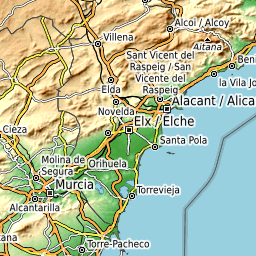 Alcoi / Alcoy
Villena
Aitana
Sant Vicent del
Raspeig / San
Vicente del
Raspeig
Beni
la Vila Jo
Elda
Alacant / Alica
Novelda
Elx / Elche
Cieza
Santa Pola
Molina de
Segura
Orihuela
Murcia
Alcantarilla
Torrevieja
Torre-Pacheco